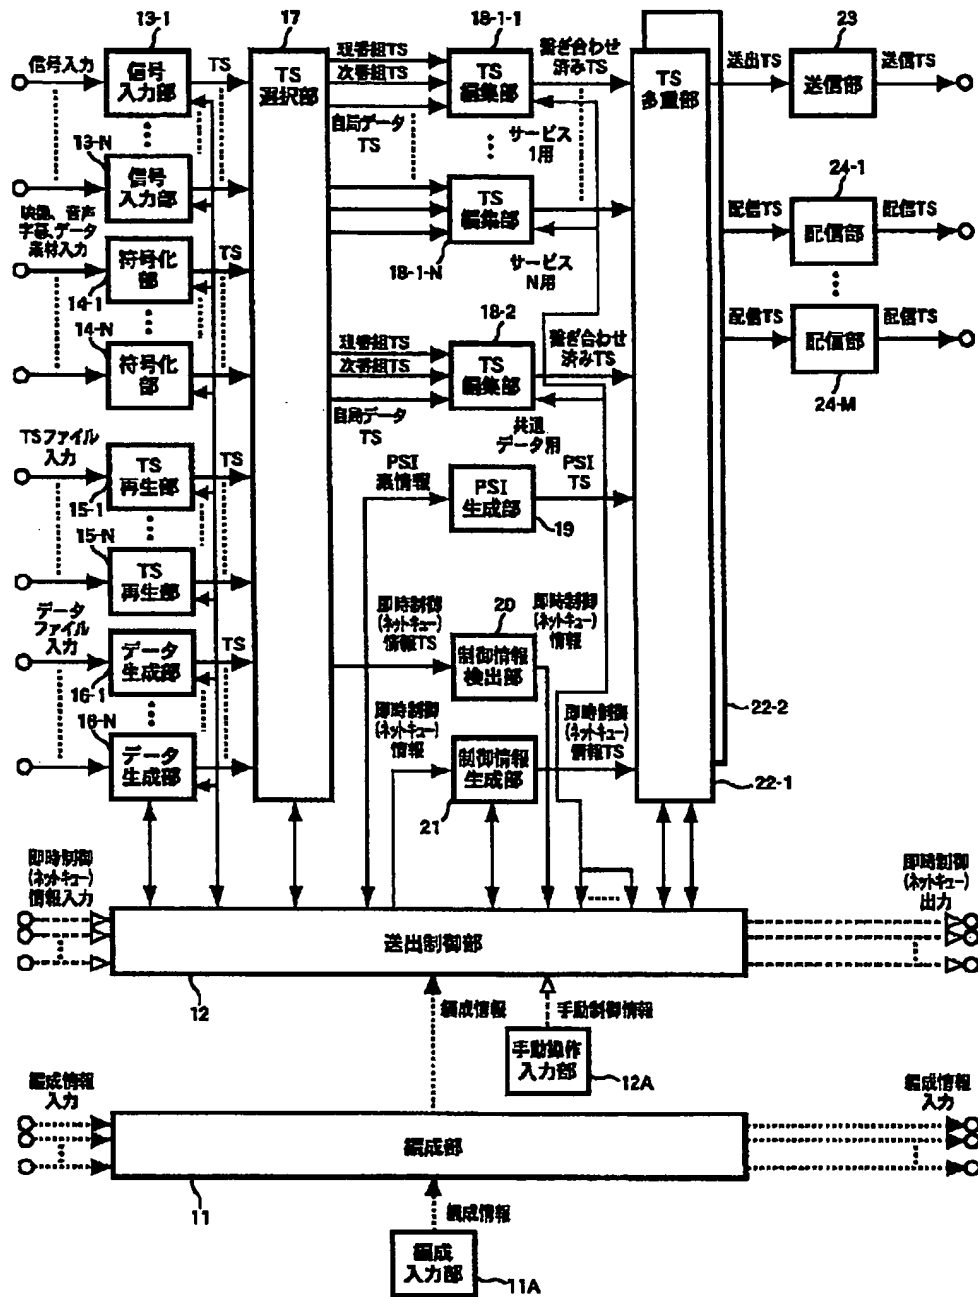 13-1
17
18-1-1
23
信号入力
信号
入力部
TS
TS
選択部
現番組TS
次番組TS
自局データ
TS
TS
編集部
繋ぎ合わせ
済みTS
サービス
1用
TS
多重部
送出TS
送信部
送信TS
13-N
信号
入力部
TS
編集部
18-1-N
サービス
N用
24-1
配信TS
配信部
配信TS
映像、音声
字幕、データ
素材入力
符号化
部
TS
14-1
14-N
符号化
部
現番組TS
次番組TS
自局データ
TS
18-2
TS
編集部
繋ぎ合わせ
済みTS
共通
データ用
配信TS
配信部
配信TS
24-M
TSファイル
入力
TS
再生部
TS
15-1
15-N
TS
再生部
PSI
素情報
PSI
生成部
PSI
TS
19
データ
ファイル
入力
データ
生成部
TS
16-1
16-N
データ
生成部
即時制御
(ネットキュー)
情報TS
20
制御情報
検出部
即時制御
(ネットキュー)
情報
即時制御
(ネットキュー)
情報
制御情報
生成部
21
即時制御
(ネットキュー)
情報TS
22-2
22-1
即時制御
(ネットキュー)
情報入力
送出制御部
即時制御
(ネットキュー)
出力
12
編成情報
手動制御情報
手動操作
入力部
12A
編成情報
入力
編成部
編成情報
入力
11
編成情報
編成
入力部
11A